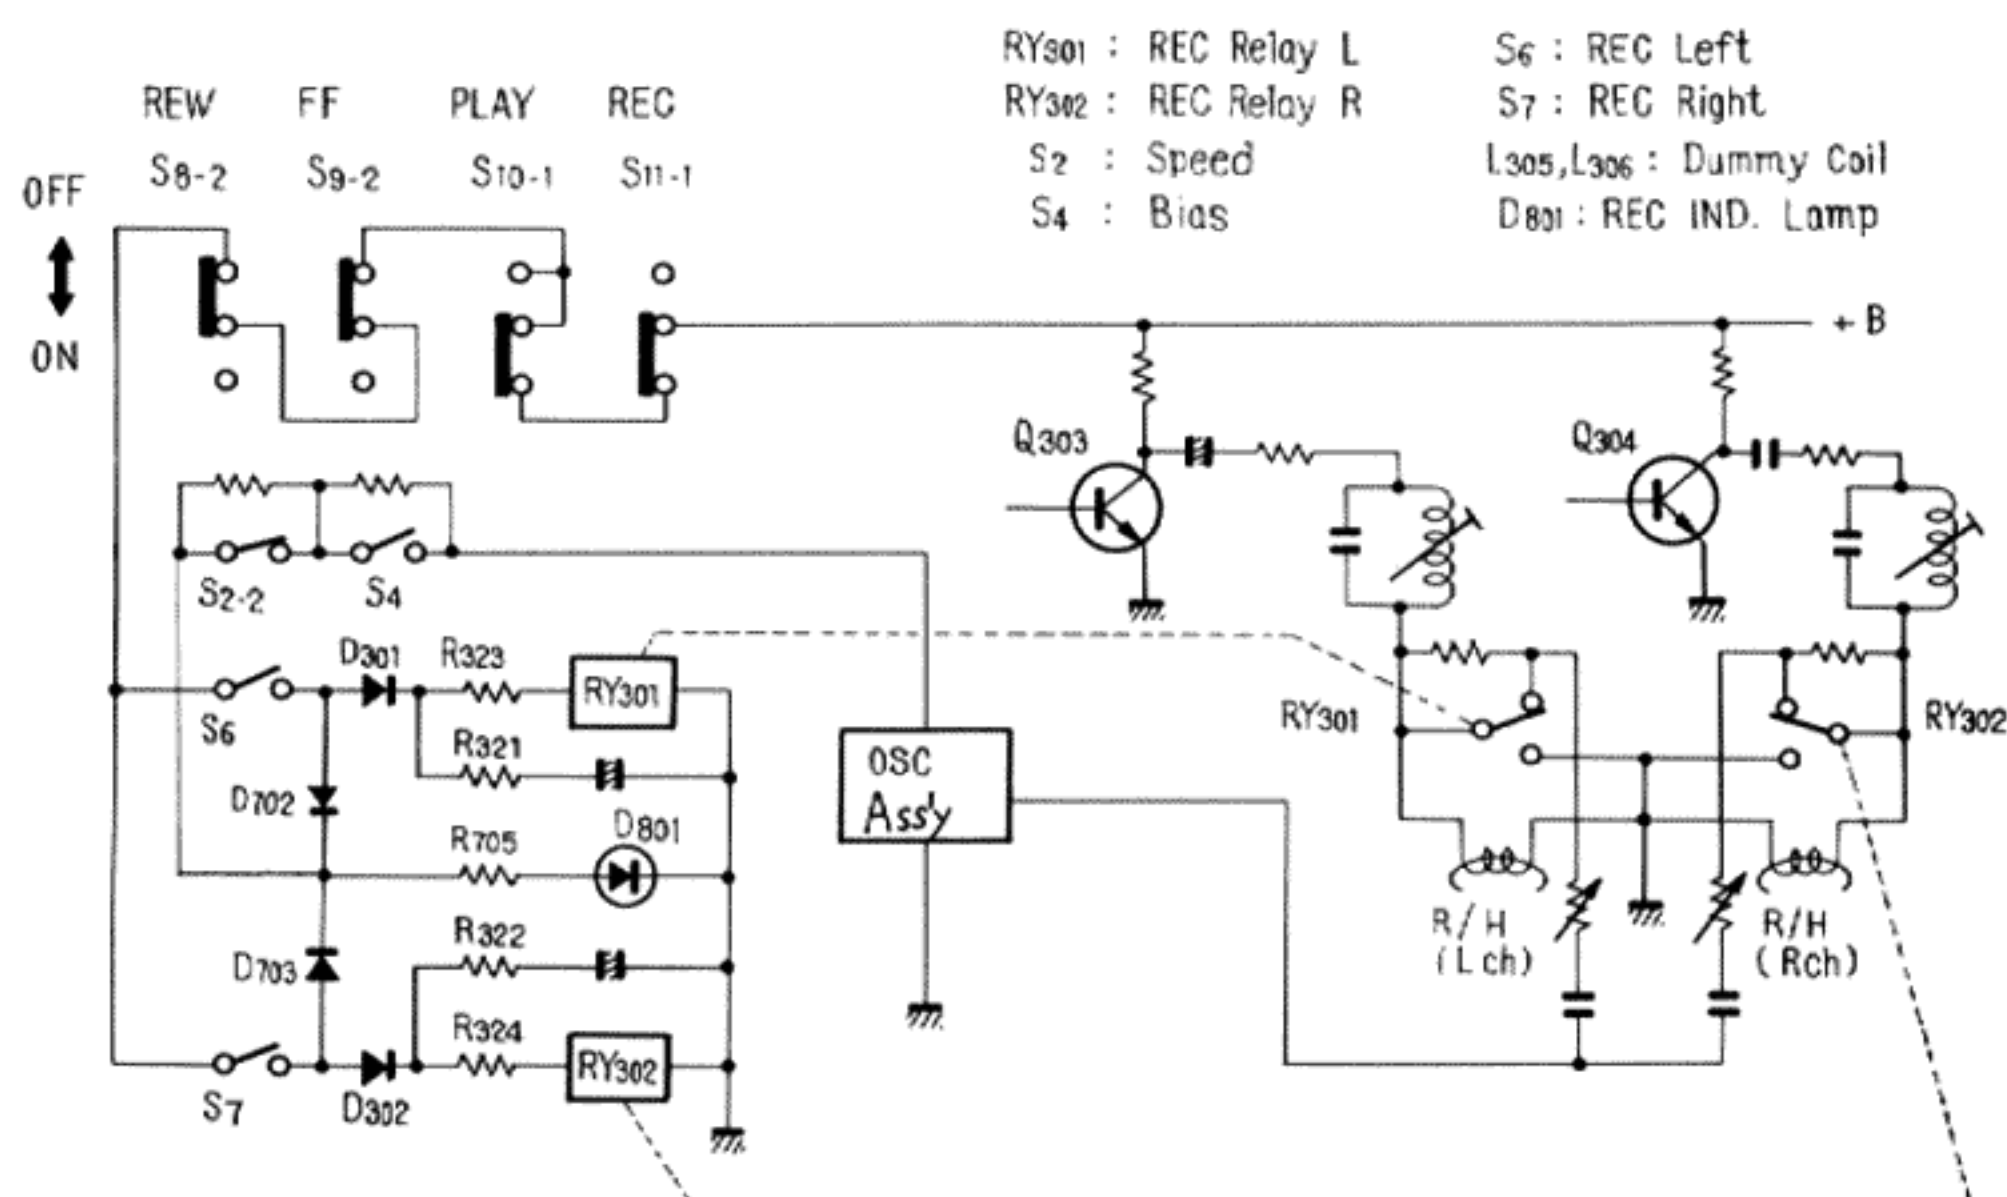 RY301 : REC Relay L
RY302 : REC Relay R
S2 : Speed
S4 : Bias
S6 : REC Left
S7 : REC Right
L305,L306 : Dummy Coil
D801 : REC IND. Lamp
REW FF PLAY REC
S8-2 S9-2 S10-1 S11-1
OFF
ON
+ B
Q303
Q304
S2-2 S4
D301 R323 RY301
S6
R321
D702
R705 D801
OSC
Ass'y
RY301
RY302
R322
D703
R324
RY302
S7 D302
R/H
(Lch)
R/H
(Rch)